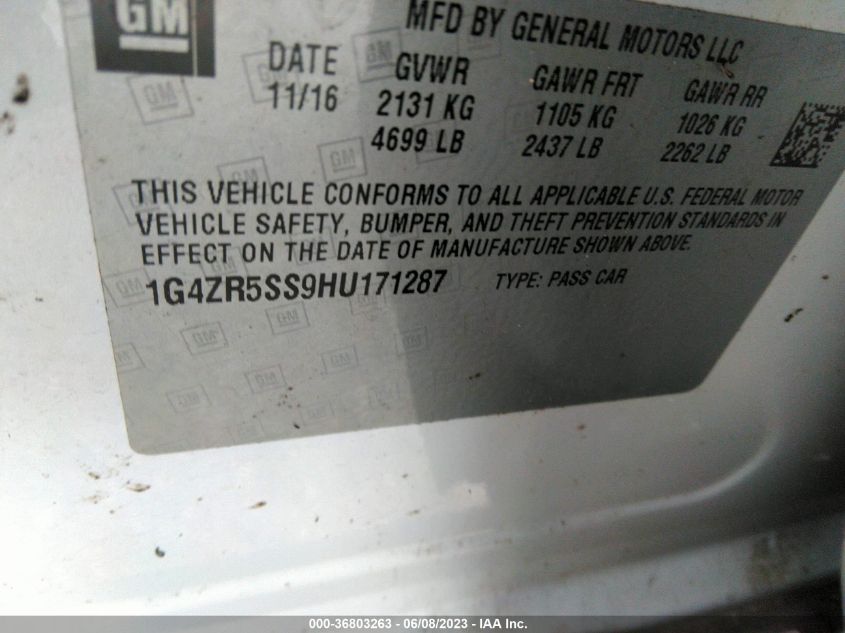 GM
MFD BY GENERAL MOTORS LLC
DATE GVWR GAWR FRT GAWR RR
11/16 2131 KG 1105 KG 1026 KG
4699 LB 2437 LB 2262 LB
THIS VEHICLE CONFORMS TO ALL APPLICABLE U.S. FEDERAL MOTOR
VEHICLE SAFETY, BUMPER, AND THEFT PREVENTION STANDARDS IN
EFFECT ON THE DATE OF MANUFACTURE SHOWN ABOVE.
1G4ZR5SS9HU171287 TYPE: PASS CAR
000-36803263 - 06/08/2023 - IAA Inc.